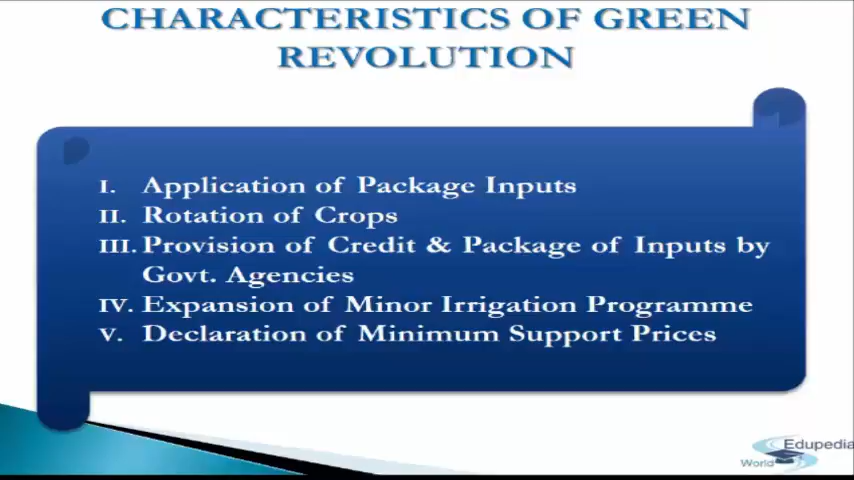 CHARACTERISTICS OF GREEN
REVOLUTION
I. Application of Package Inputs
II. Rotation of Crops
III. Provision of Credit & Package of Inputs by
Govt. Agencies
IV. Expansion of Minor Irrigation Programme
V. Declaration of Minimum Support Prices
Edupedia
World